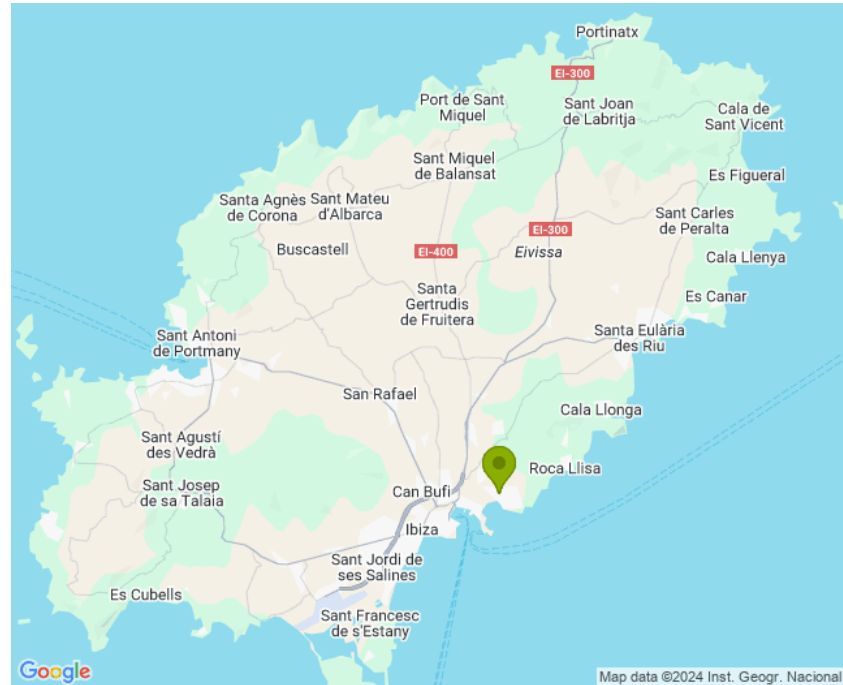 Portinatx
EI-300
Port de Sant
Miquel
Sant Joan
de Labritja
Cala de
Sant Vicent
Sant Miquel
de Balansat
Es Figueral
Santa Agnès
de Corona
Sant Mateu
d'Albarca
Sant Carles
de Peralta
EI-300
Buscastell
EI-400
Eivissa
Cala Llenya
Santa
Gertrudis
de Fruitera
Es Canar
Sant Antoni
de Portmany
Santa Eulària
des Riu
San Rafael
Cala Llonga
Sant Agustí
des Vedrà
Roca Llisa
Sant Josep
de sa Talaia
Can Bufi
Ibiza
Sant Jordi de
ses Salines
Es Cubells
Sant Francesc
de s'Estany
Google
Map data ©2024 Inst. Geogr. Nacional